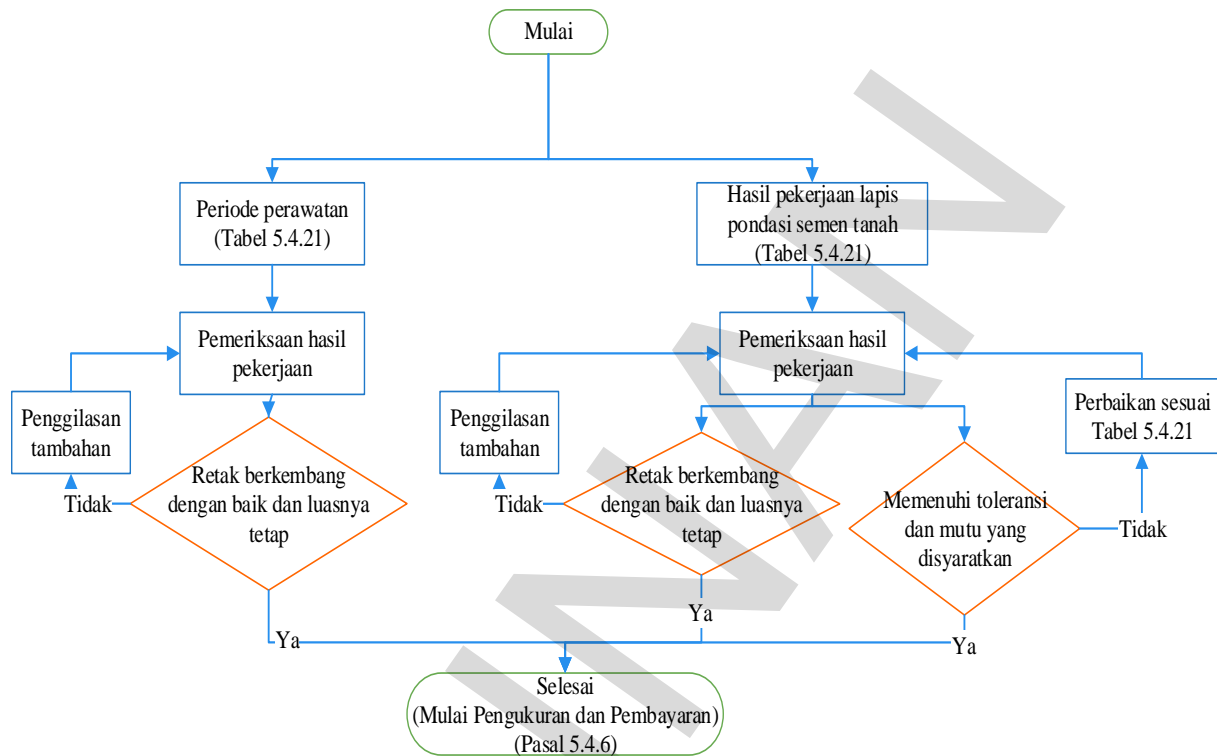 Mulai
Periode perawatan
(Tabel 5.4.21)
Hasil pekerjaan lapis
pondasi semen tanah
(Tabel 5.4.21)
Pemeriksaan hasil
pekerjaan
Pemeriksaan hasil
pekerjaan
Penggilasan
tambahan
Penggilasan
tambahan
Perbaikan sesuai
Tabel 5.4.21
Retak berkembang
dengan baik dan luasnya
tetap
Tidak
Retak berkembang
dengan baik dan luasnya
tetap
Tidak
Memenuhi toleransi
dan mutu yang
disyaratkan
Tidak
Ya
Ya
Ya
Selesai
(Mulai Pengukuran dan Pembayaran)
(Pasal 5.4.6)